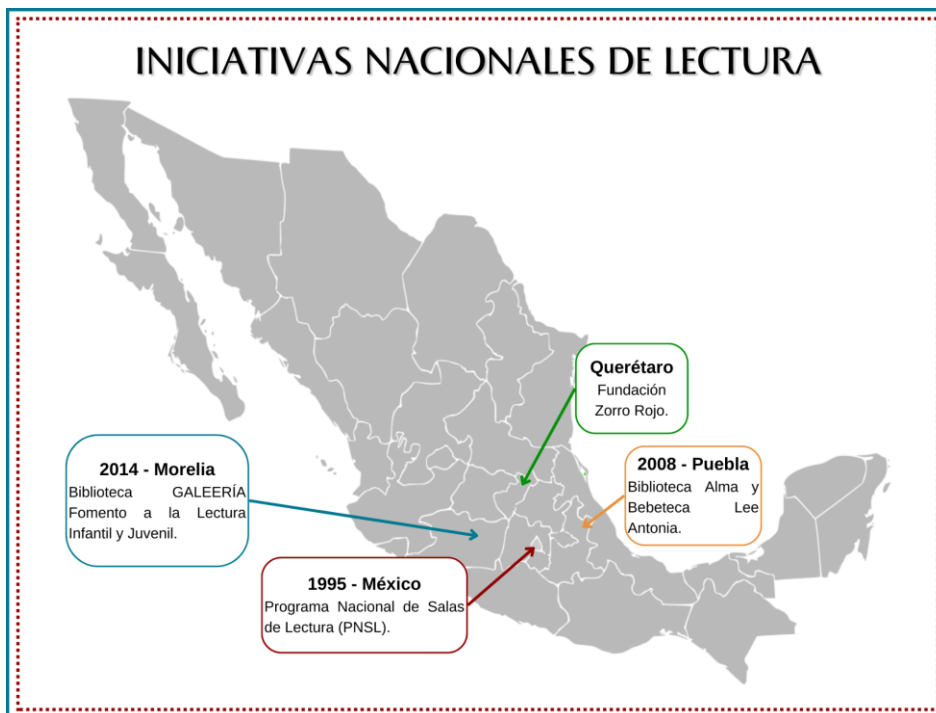 INICIATIVAS NACIONALES DE LECTURA
Querétaro
Fundación
Zorro Rojo.
2014 - Morelia
Biblioteca GALEERÍA
Fomento a la Lectura
Infantil y Juvenil.
2008 - Puebla
Biblioteca Alma y
Bebeteca Lee
Antonia.
1995 - México
Programa Nacional de Salas
de Lectura (PNSL).